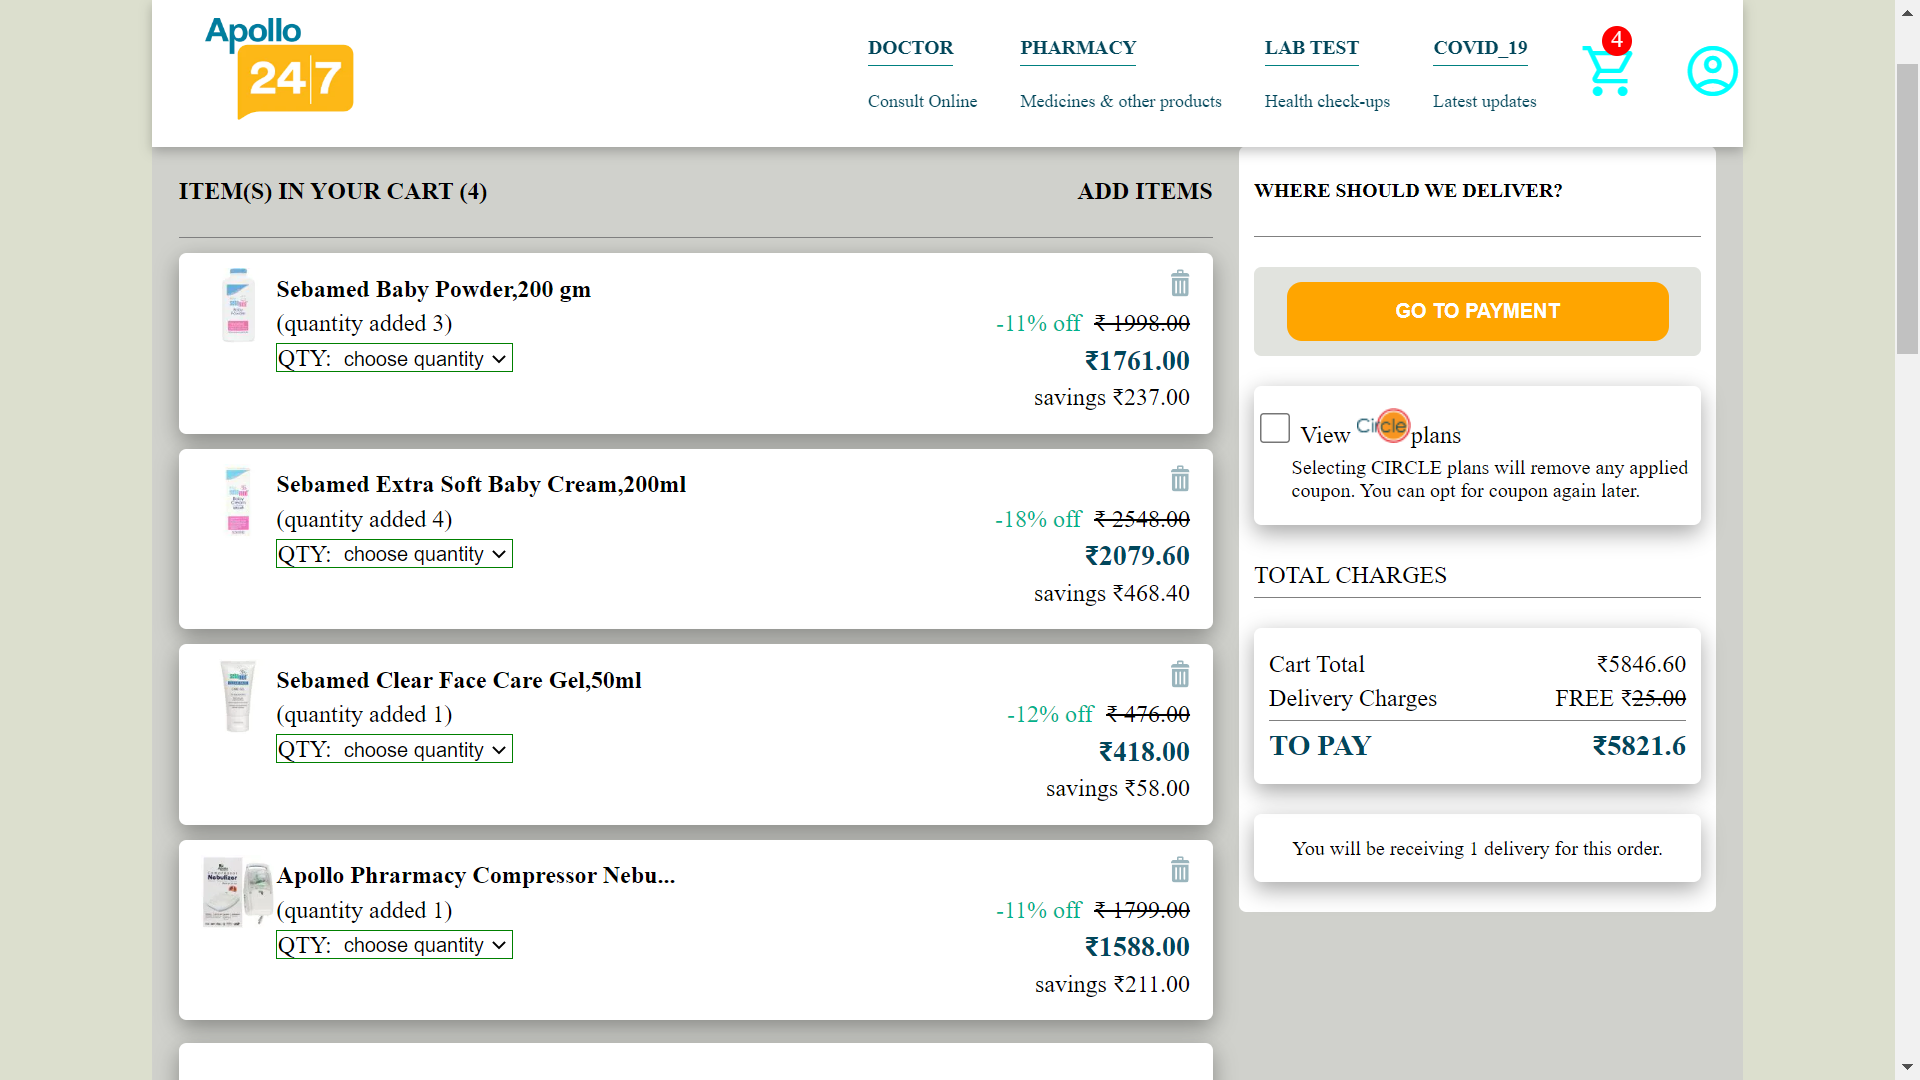 Apollo
24|7
DOCTOR
Consult Online
PHARMACY
Medicines & other products
LAB TEST
Health check-ups
COVID_19
Latest updates
4
ITEM(S) IN YOUR CART (4)
ADD ITEMS
Sebamed Baby Powder,200 gm
(quantity added 3)
-11% off ₹ 1998.00
QTY: choose quantity
₹1761.00
savings ₹237.00
Sebamed Extra Soft Baby Cream,200ml
(quantity added 4)
-18% off ₹ 2548.00
QTY: choose quantity
₹2079.60
savings ₹468.40
Sebamed Clear Face Care Gel,50ml
(quantity added 1)
-12% off ₹ 476.00
QTY: choose quantity
₹418.00
savings ₹58.00
Nebulizer
Apollo Phrarmacy Compressor Nebu...
(quantity added 1)
-11% off ₹ 1799.00
QTY: choose quantity
₹1588.00
savings ₹211.00
WHERE SHOULD WE DELIVER?
GO TO PAYMENT
View Circle plans
Selecting CIRCLE plans will remove any applied
coupon. You can opt for coupon again later.
TOTAL CHARGES
Cart Total ₹5846.60
Delivery Charges FREE ₹25.00
TO PAY ₹5821.6
You will be receiving 1 delivery for this order.